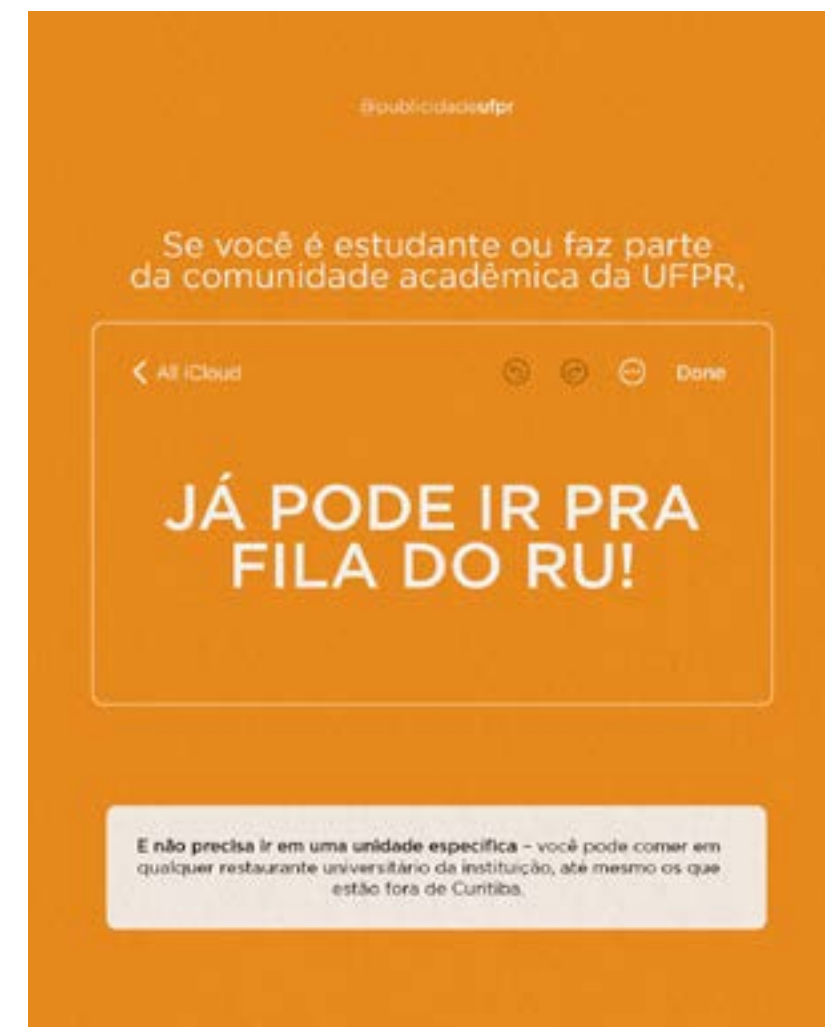 @publicidadeufpr
Se você é estudante ou faz parte
da comunidade acadêmica da UFPR,
All iCloud
Done
JÁ PODE IR PRA
FILA DO RU!
E não precisa ir em uma unidade específica – você pode comer em
qualquer restaurante universitário da instituição, até mesmo os que
estão fora de Curitiba.